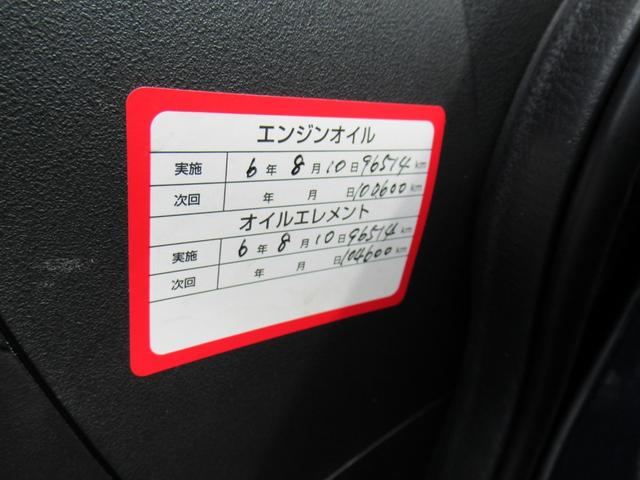 エンジンオイル
実施 6年 8月10日96514km
次回 年 月 日100600km
オイルエレメント
実施 6年 8月10日96514km
次回 年 月 日104600km